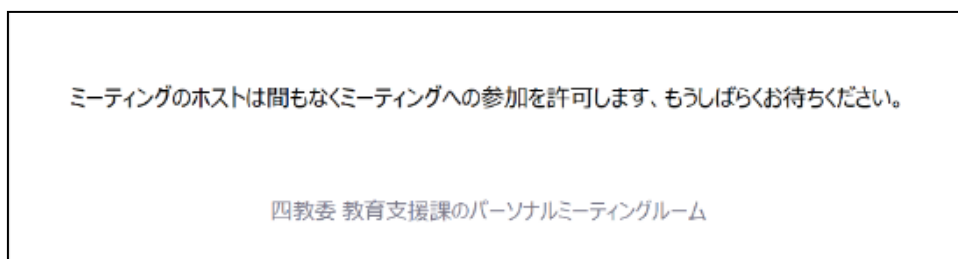 ミーティングのホストは間もなくミーティングへの参加を許可します、もうしばらくお待ちください。
四教委 教育支援課のパーソナルミーティングルーム